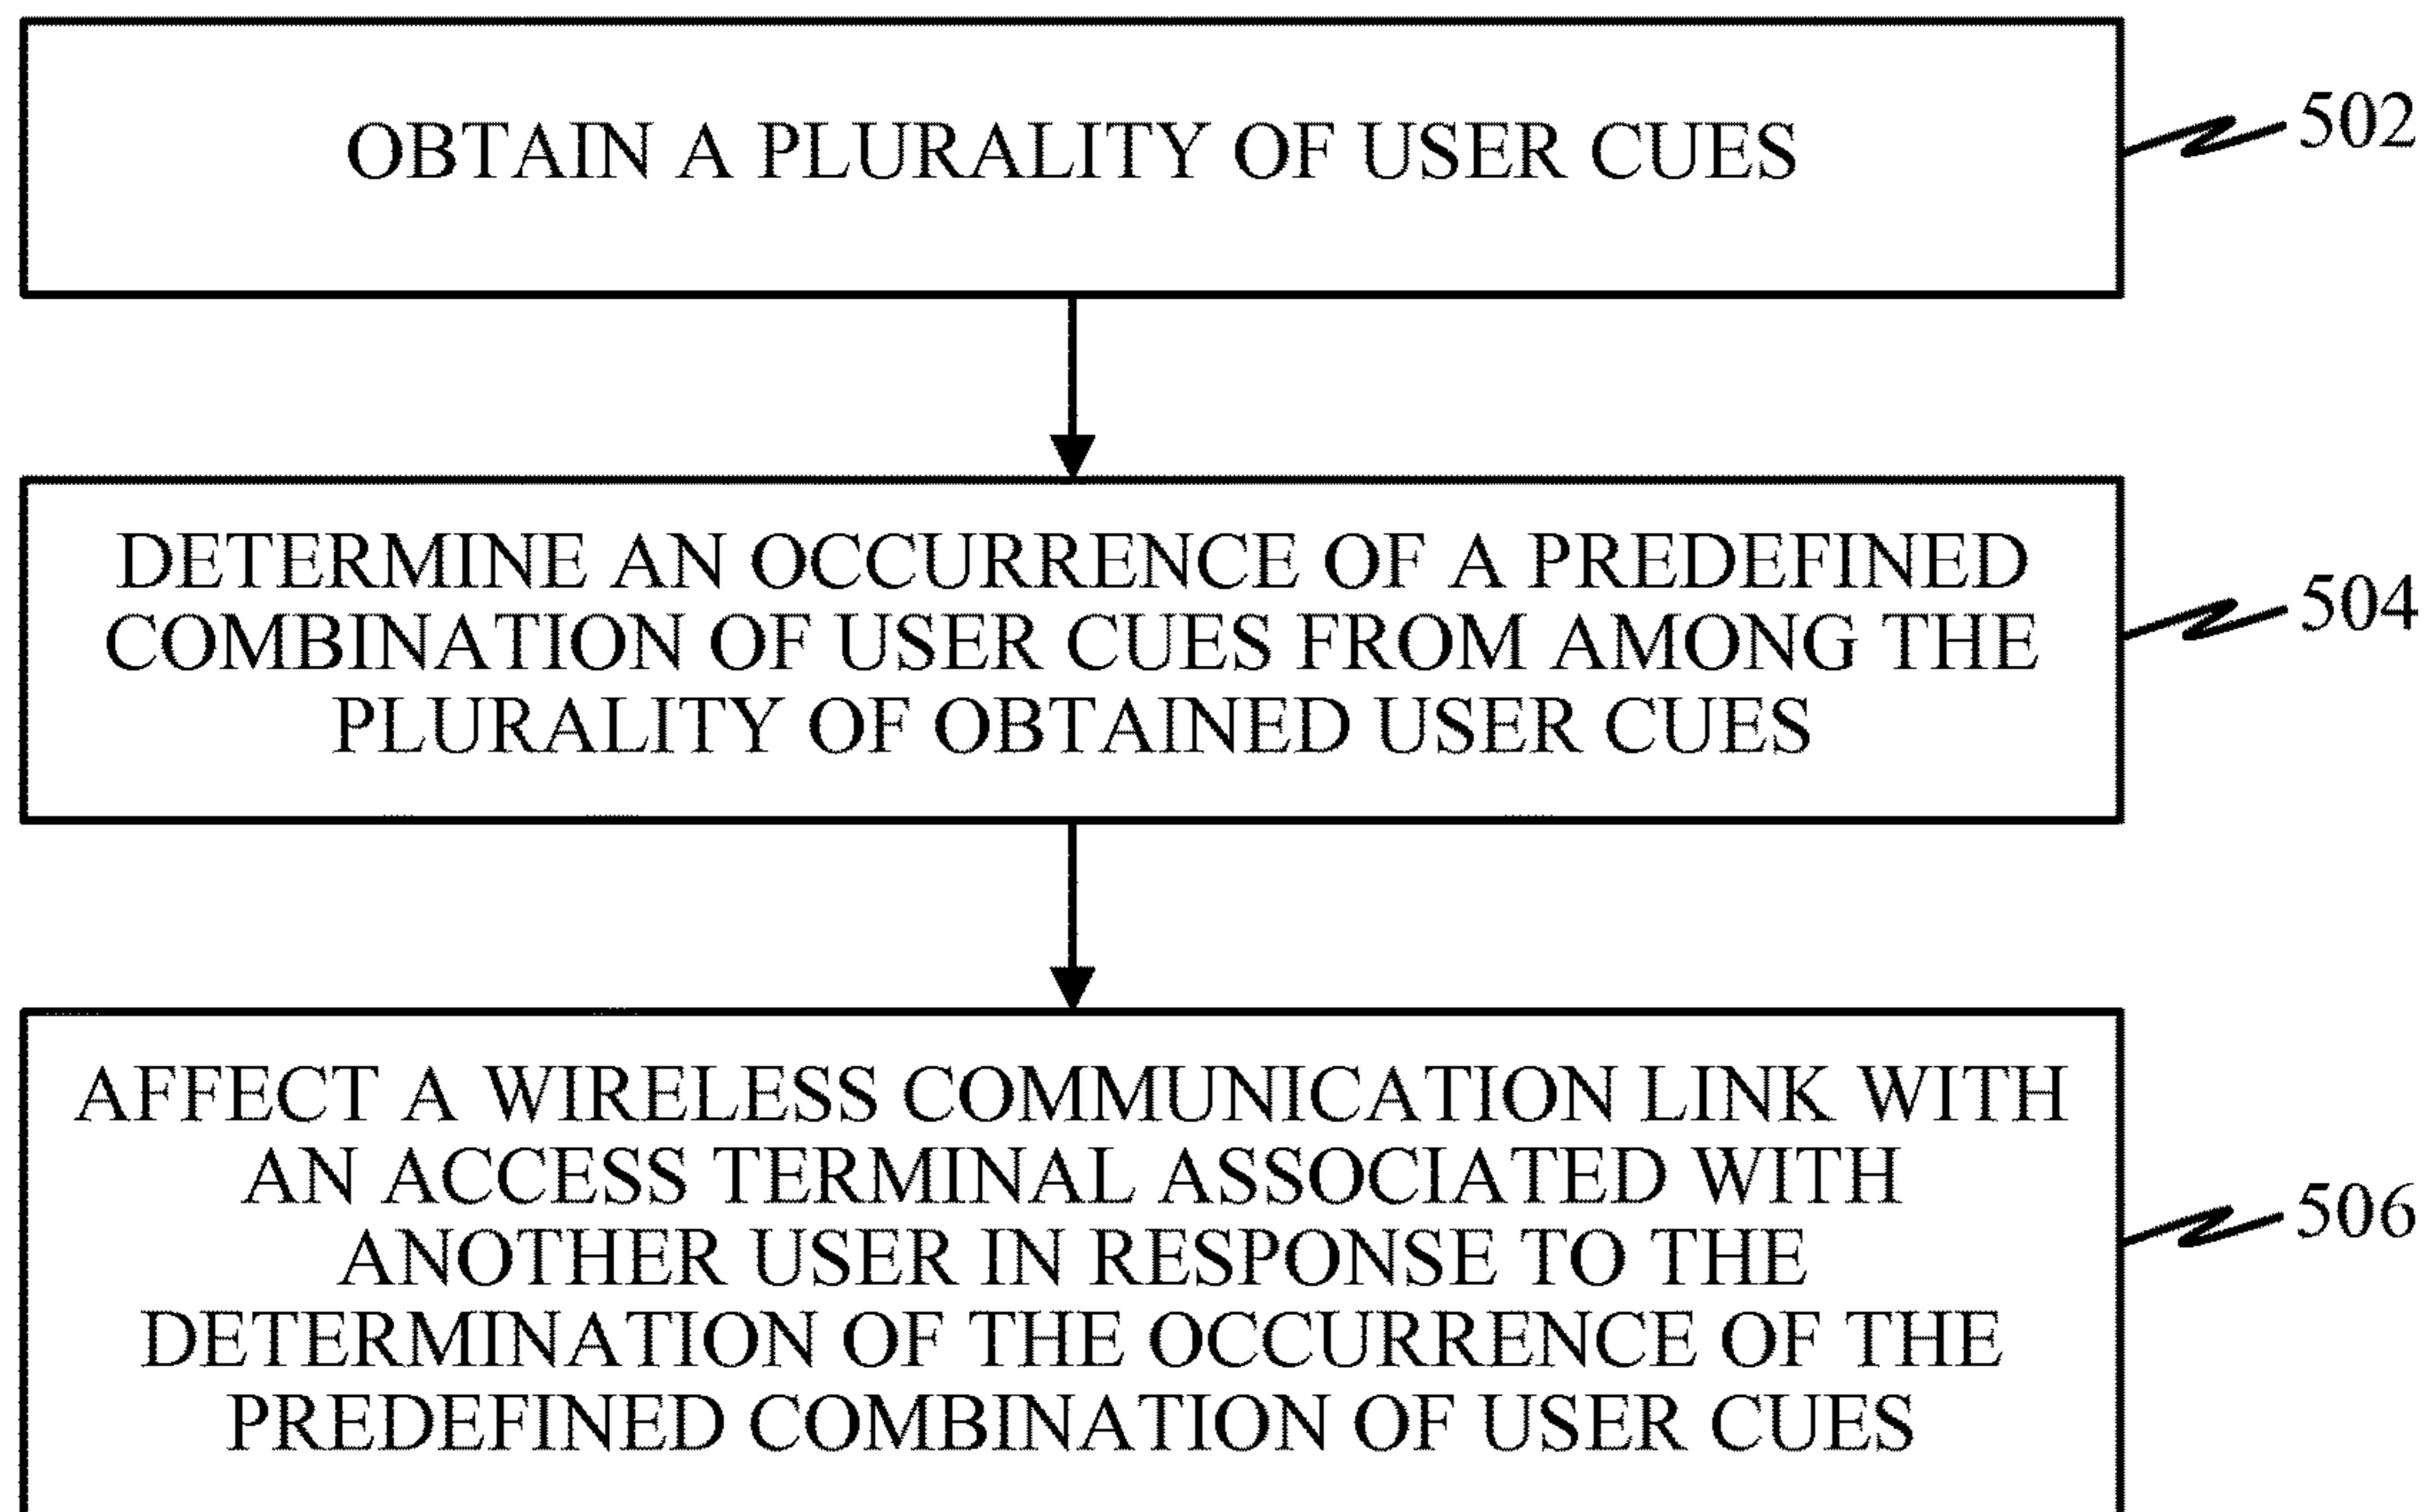 OBTAIN A PLURALITY OF USER CUES
502
DETERMINE AN OCCURRENCE OF A PREDEFINED
COMBINATION OF USER CUES FROM AMONG THE
PLURALITY OF OBTAINED USER CUES
504
AFFECT A WIRELESS COMMUNICATION LINK WITH
AN ACCESS TERMINAL ASSOCIATED WITH
ANOTHER USER IN RESPONSE TO THE
DETERMINATION OF THE OCCURRENCE OF THE
PREDEFINED COMBINATION OF USER CUES
506